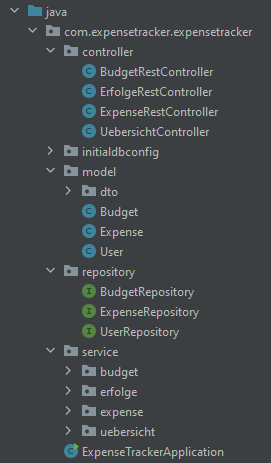 java
com.expensetracker.expensetracker
controller
BudgetRestController
ErfolgeRestController
ExpenseRestController
UebersichtController
initialdbconfig
model
dto
Budget
Expense
User
repository
BudgetRepository
ExpenseRepository
UserRepository
service
budget
erfolge
expense
uebersicht
ExpenseTrackerApplication